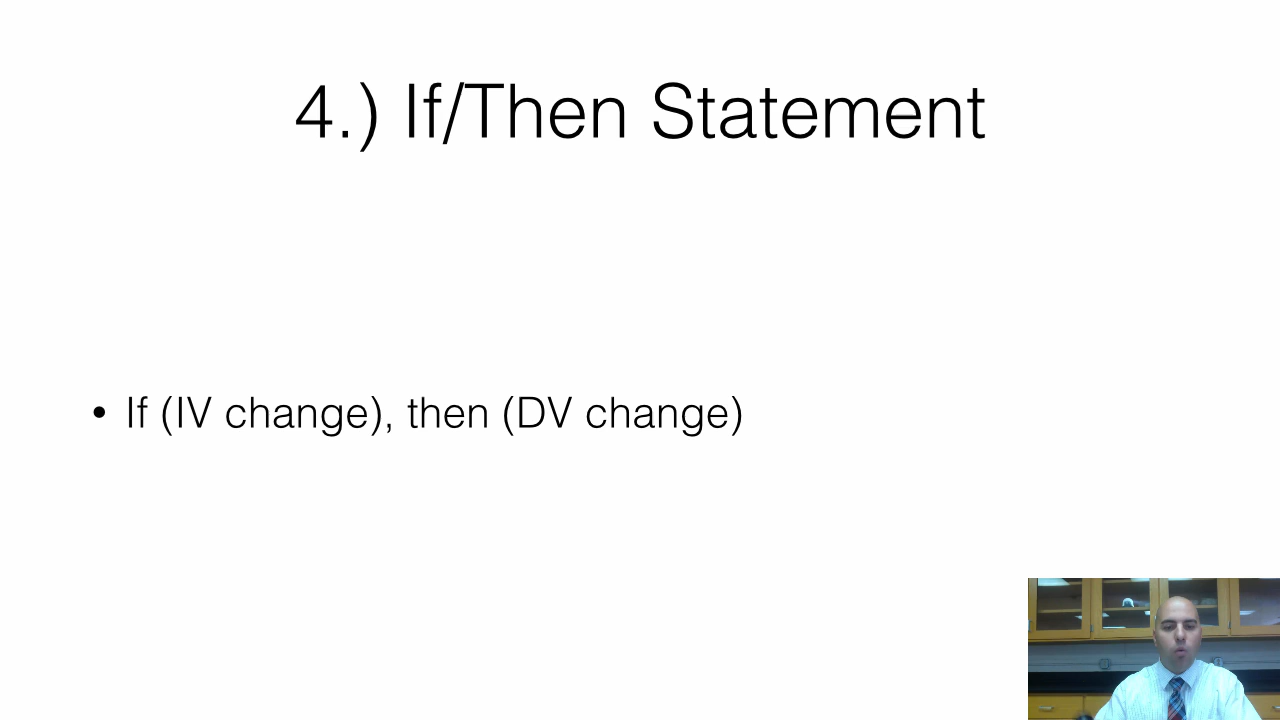 4.) If/Then Statement
• If (IV change), then (DV change)